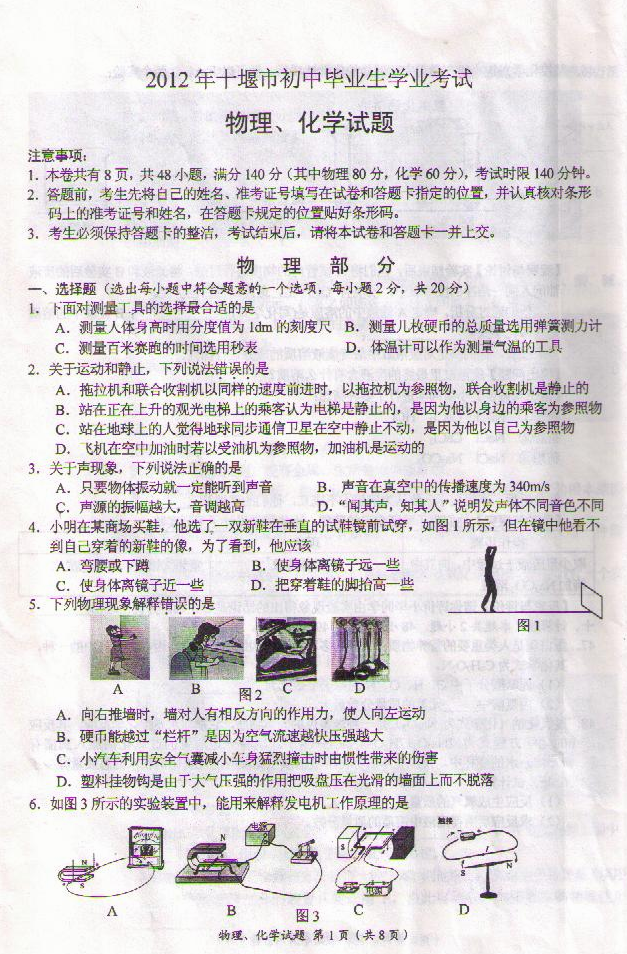 2012年十堰市初中毕业生学业考试
物理、化学试题
注意事项：
1．本卷共有8页，共48小题，满分140分（其中物理80分，化学60分），考试时限140分钟。
2．答题前，考生先将自己的姓名、准考证号填写在试卷和答题卡指定的位置，并认真核对条形
码上的准考证号和姓名，在答题卡规定的位置贴好条形码。
3．考生必须保持答题卡的整洁，考试结束后，请将本试卷和答题卡一并上交。
物 理 部 分
一、选择题（选出每小题中符合题意的一个选项，每小题2分，共20分）
1．下面对测量工具的选择最合适的是
A．测量人体身高时用分度值为1dm的刻度尺 B．测量几枚硬币的总质量选用弹簧测力计
C．测量百米赛跑的时间选用秒表 D．体温计可以作为测量气温的工具
2．关于运动和静止，下列说法错误的是
A．拖拉机和联合收割机以同样的速度前进时，以拖拉机为参照物，联合收割机是静止的
B．站在正在上升的观光电梯上的乘客认为电梯是静止的，是因为他以身边的乘客为参照物
C．站在地球上的人觉得地球同步通信卫星在空中静止不动，是因为他以自己为参照物
D．飞机在空中加油时若以受油机为参照物，加油机是运动的
3．关于声现象，下列说法正确的是
A．只要物体振动就一定能听到声音 B．声音在真空中的传播速度为340m/s
C．声源的振幅越大，音调越高 D．“闻其声，知其人”说明发声体不同音色不同
4．小明在某商场买鞋，他选了一双新鞋在垂直的试鞋镜前试穿，如图1所示，但在镜中他看不
到自己穿着的新鞋的像，为了看到，他应该
A．弯腰或下蹲 B．使身体离镜子远一些
C．使身体离镜子近一些 D．把穿着鞋的脚抬高一些
图1
5．下列物理现象解释错误的是
A B C D
图2
A．向右推墙时，墙对人有相反方向的作用力，使人向左运动
B．硬币能越过“栏杆”是因为空气流速越快压强越大
C．小汽车利用安全气囊减小车身猛烈撞击时由惯性带来的伤害
D．塑料挂物钩是由于大气压强的作用把吸盘压在光滑的墙面上而不脱落
6．如图3所示的实验装置中，能用来解释发电机工作原理的是
电源 触接
N S N S N S
A B C D
图3
物理、化学试题 第1页（共8页）